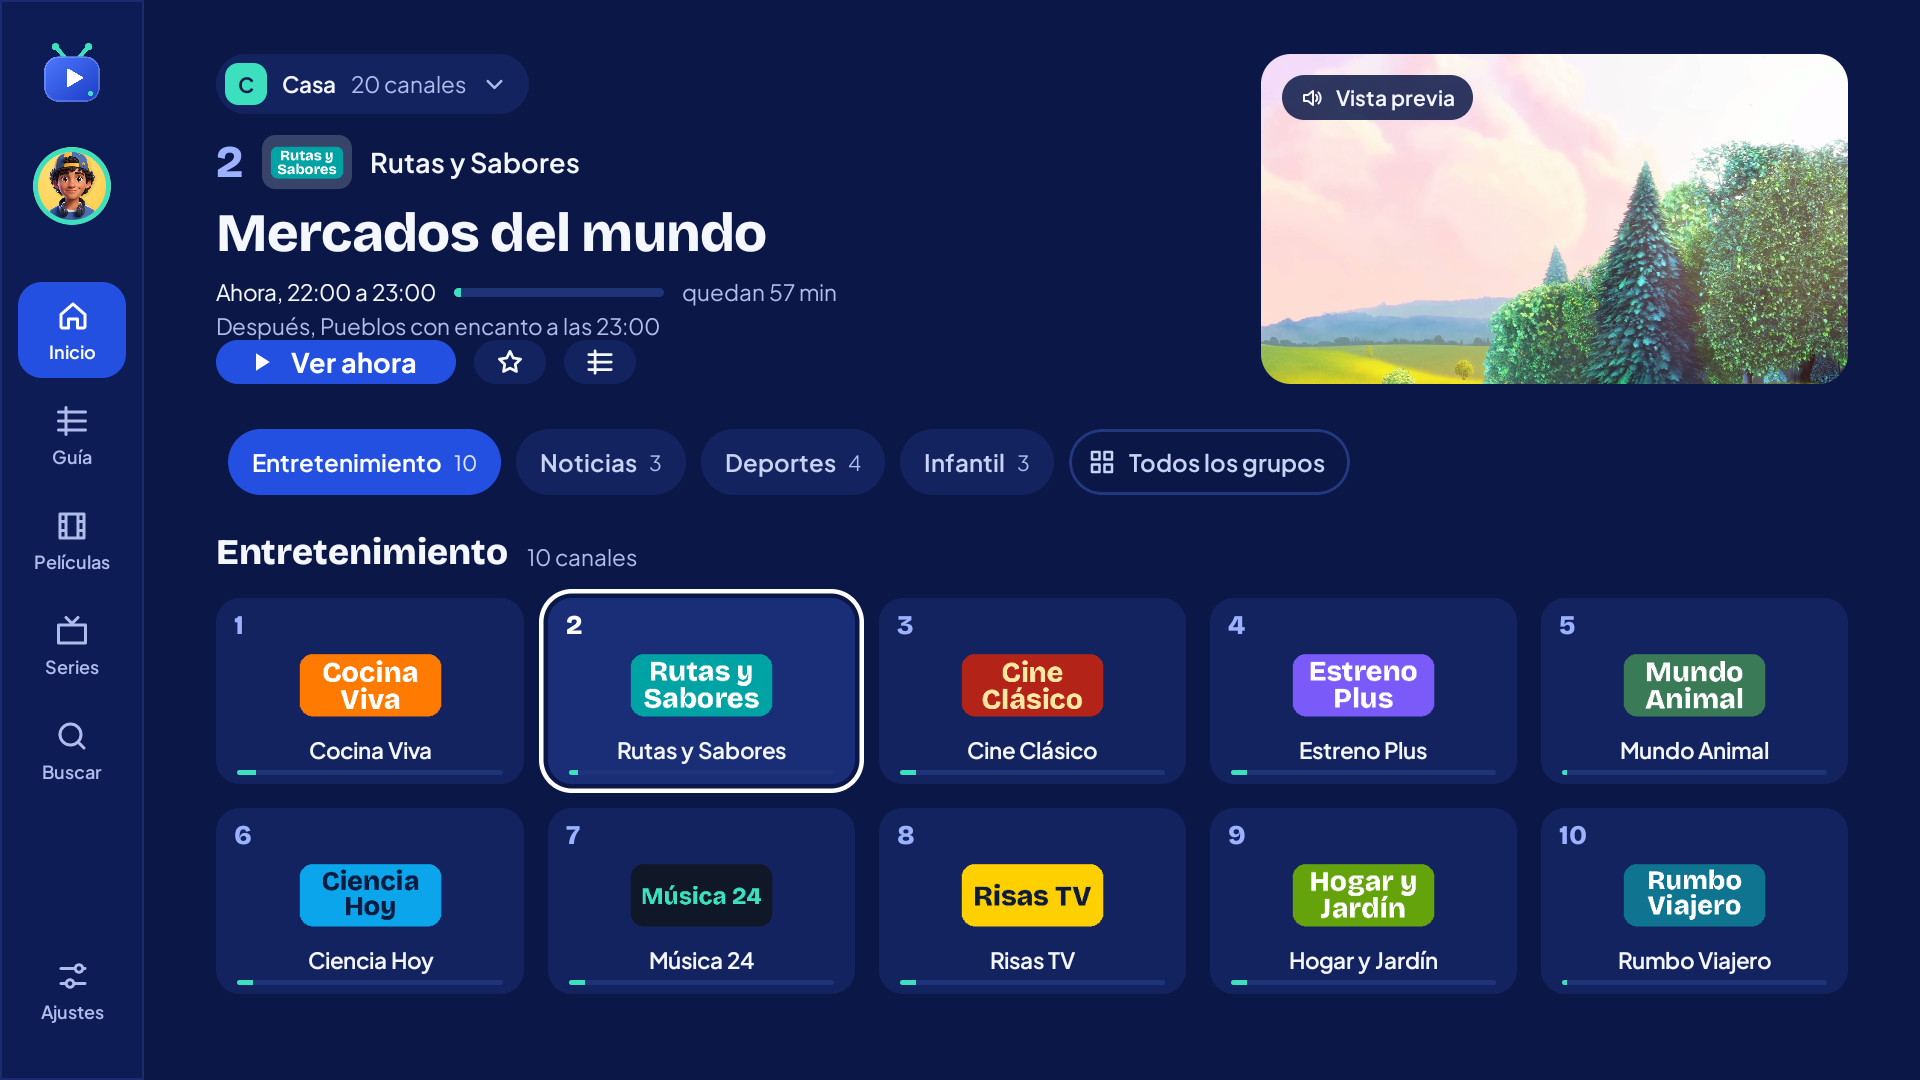 C Casa 20 canales
Vista previa
2 Rutas y Sabores Rutas y Sabores
Mercados del mundo
Ahora, 22:00 a 23:00 quedan 57 min
Después, Pueblos con encanto a las 23:00
Ver ahora
Inicio
Guía
Películas
Series
Buscar
Ajustes
Entretenimiento 10 Noticias 3 Deportes 4 Infantil 3 Todos los grupos
Entretenimiento 10 canales
1
Cocina
Viva
Cocina Viva
2
Rutas y
Sabores
Rutas y Sabores
3
Cine
Clásico
Cine Clásico
4
Estreno
Plus
Estreno Plus
5
Mundo
Animal
Mundo Animal
6
Ciencia
Hoy
Ciencia Hoy
7
Música 24
Música 24
8
Risas TV
Risas TV
9
Hogar y
Jardín
Hogar y Jardín
10
Rumbo
Viajero
Rumbo Viajero